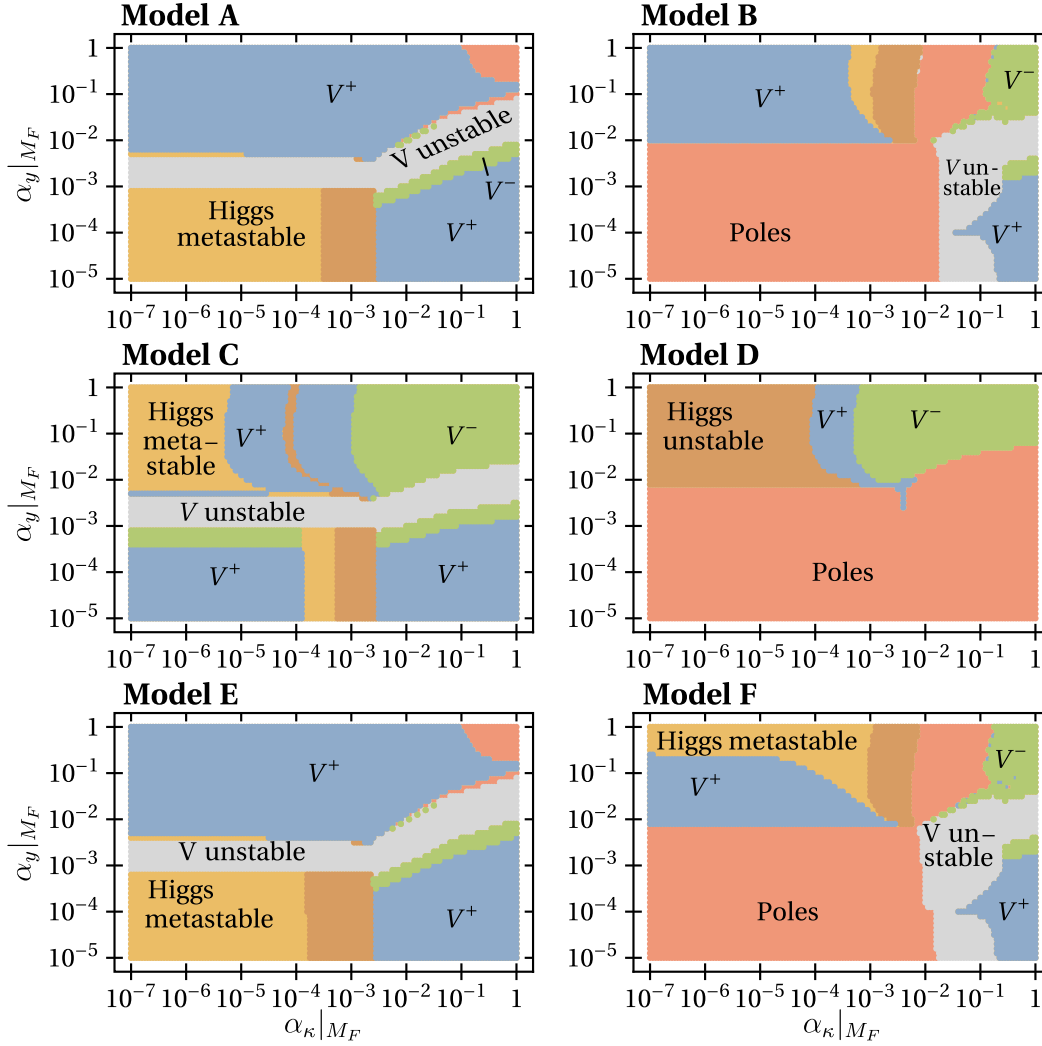 Model A
1
10⁻¹
10⁻²
10⁻³
10⁻⁴
10⁻⁵
α_y|_{M_F}
V⁺
V unstable
V⁻
Higgs
metastable
V⁺
10⁻⁷ 10⁻⁶ 10⁻⁵ 10⁻⁴ 10⁻³ 10⁻² 10⁻¹ 1
Model B
1
10⁻¹
10⁻²
10⁻³
10⁻⁴
10⁻⁵
V⁺
V⁻
V un-
stable
Poles
V⁺
10⁻⁷ 10⁻⁶ 10⁻⁵ 10⁻⁴ 10⁻³ 10⁻² 10⁻¹ 1
Model C
1
10⁻¹
10⁻²
10⁻³
10⁻⁴
10⁻⁵
α_y|_{M_F}
Higgs
meta–
stable
V⁺
V⁻
V unstable
V⁺
V⁺
10⁻⁷ 10⁻⁶ 10⁻⁵ 10⁻⁴ 10⁻³ 10⁻² 10⁻¹ 1
Model D
1
10⁻¹
10⁻²
10⁻³
10⁻⁴
10⁻⁵
Higgs
unstable
V⁺
V⁻
Poles
10⁻⁷ 10⁻⁶ 10⁻⁵ 10⁻⁴ 10⁻³ 10⁻² 10⁻¹ 1
Model E
1
10⁻¹
10⁻²
10⁻³
10⁻⁴
10⁻⁵
α_y|_{M_F}
V⁺
V unstable
Higgs
metastable
V⁺
10⁻⁷ 10⁻⁶ 10⁻⁵ 10⁻⁴ 10⁻³ 10⁻² 10⁻¹ 1
α_κ|_{M_F}
Model F
1
10⁻¹
10⁻²
10⁻³
10⁻⁴
10⁻⁵
Higgs metastable
V⁻
V⁺
V un–
stable
Poles
V⁺
10⁻⁷ 10⁻⁶ 10⁻⁵ 10⁻⁴ 10⁻³ 10⁻² 10⁻¹ 1
α_κ|_{M_F}